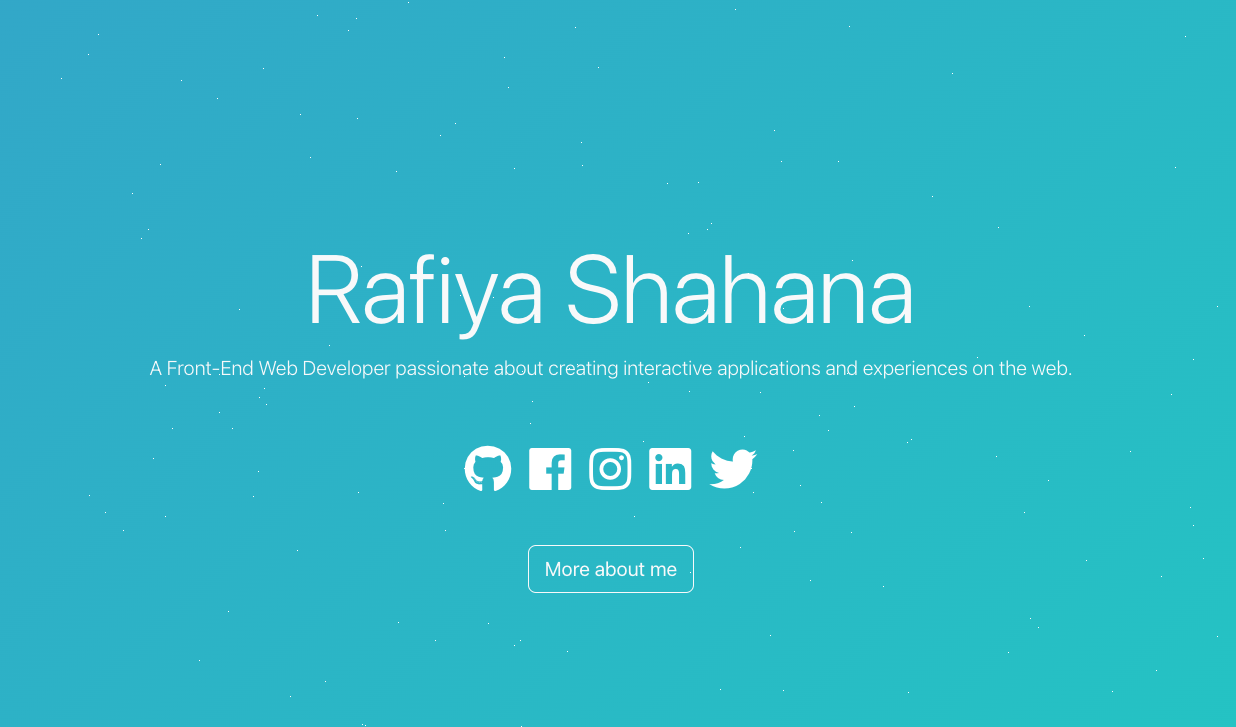 Rafiya Shahana
A Front-End Web Developer passionate about creating interactive applications and experiences on the web.
More about me